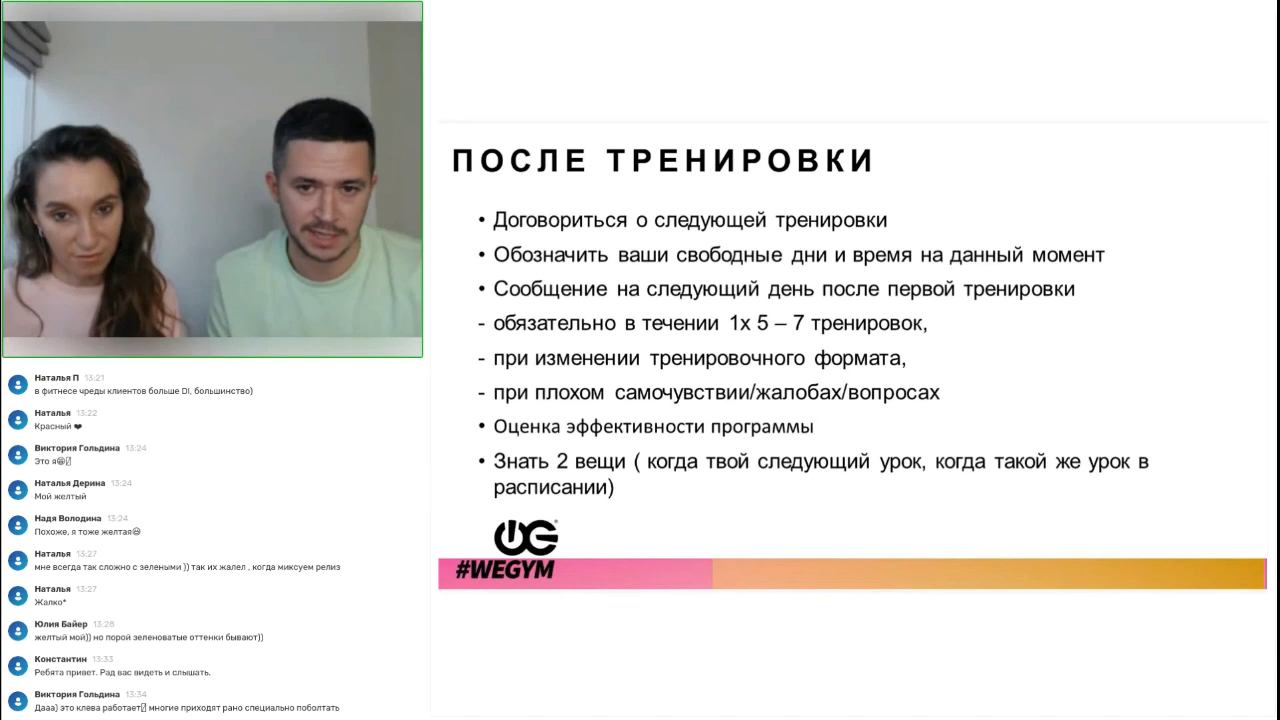 Наталья П 13:21
в фитнесе чреды клиентов больше DI, большинство)
Наталья 13:22
Красный ❤
Виктория Гольдина 13:24
Это я😁
Наталья Дерина 13:24
Мой желтый
Надя Володина 13:24
Похоже, я тоже желтая😅
Наталья 13:27
мне всегда так сложно с зелеными )) так их жалел , когда миксуем релиз
Наталья 13:27
Жалко*
Юлия Байер 13:28
желтый мой)) но порой зеленоватые оттенки бывают))
Константин 13:33
Ребята привет. Рад вас видеть и слышать.
Виктория Гольдина 13:34
Дааа) это клева работает многие приходят рано специально поболтать
ПОСЛЕ ТРЕНИРОВКИ
• Договориться о следующей тренировки
• Обозначить ваши свободные дни и время на данный момент
• Сообщение на следующий день после первой тренировки
- обязательно в течении 1х 5 – 7 тренировок,
- при изменении тренировочного формата,
- при плохом самочувствии/жалобах/вопросах
• Оценка эффективности программы
• Знать 2 вещи ( когда твой следующий урок, когда такой же урок в
расписании)
WG
#WEGYM